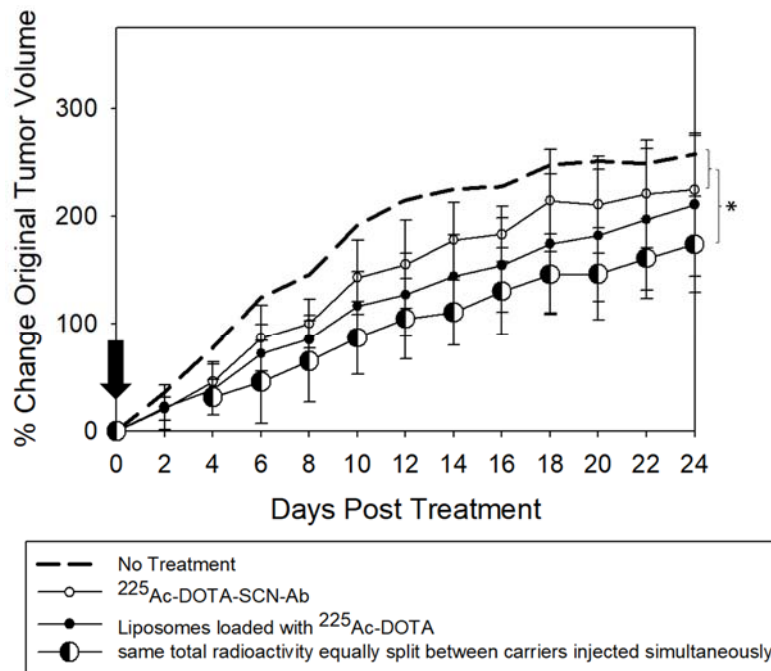 % Change Original Tumor Volume
300
200
100
0
*
0 2 4 6 8 10 12 14 16 18 20 22 24
Days Post Treatment
No Treatment
²²⁵Ac-DOTA-SCN-Ab
Liposomes loaded with ²²⁵Ac-DOTA
same total radioactivity equally split between carriers injected simultaneously